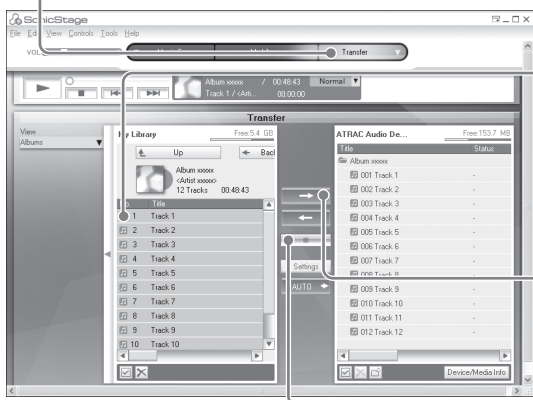 SonicStage
File Edit View Controls Tools Help
VOL
Transfer
Album xxxxx / 00:48:43 Normal
Track 1 / <Arti... 00:00:00
Transfer
View
Albums
My Library Free:5.4 GB
Up
Back
Album xxxxx
<Artist xxxxx>
12 Tracks 00:48:43
No. Title
1 Track 1
2 Track 2
3 Track 3
4 Track 4
5 Track 5
6 Track 6
7 Track 7
8 Track 8
9 Track 9
10 Track 10
Settings
AUTO
ATRAC Audio De... Free:153.7 MB
Title Status
Album xxxxx
001 Track 1 -
002 Track 2 -
003 Track 3 -
004 Track 4 -
005 Track 5 -
006 Track 6 -
007 Track 7 -
008 Track 8
009 Track 9 -
010 Track 10 -
011 Track 11 -
012 Track 12 -
Device/Media Info